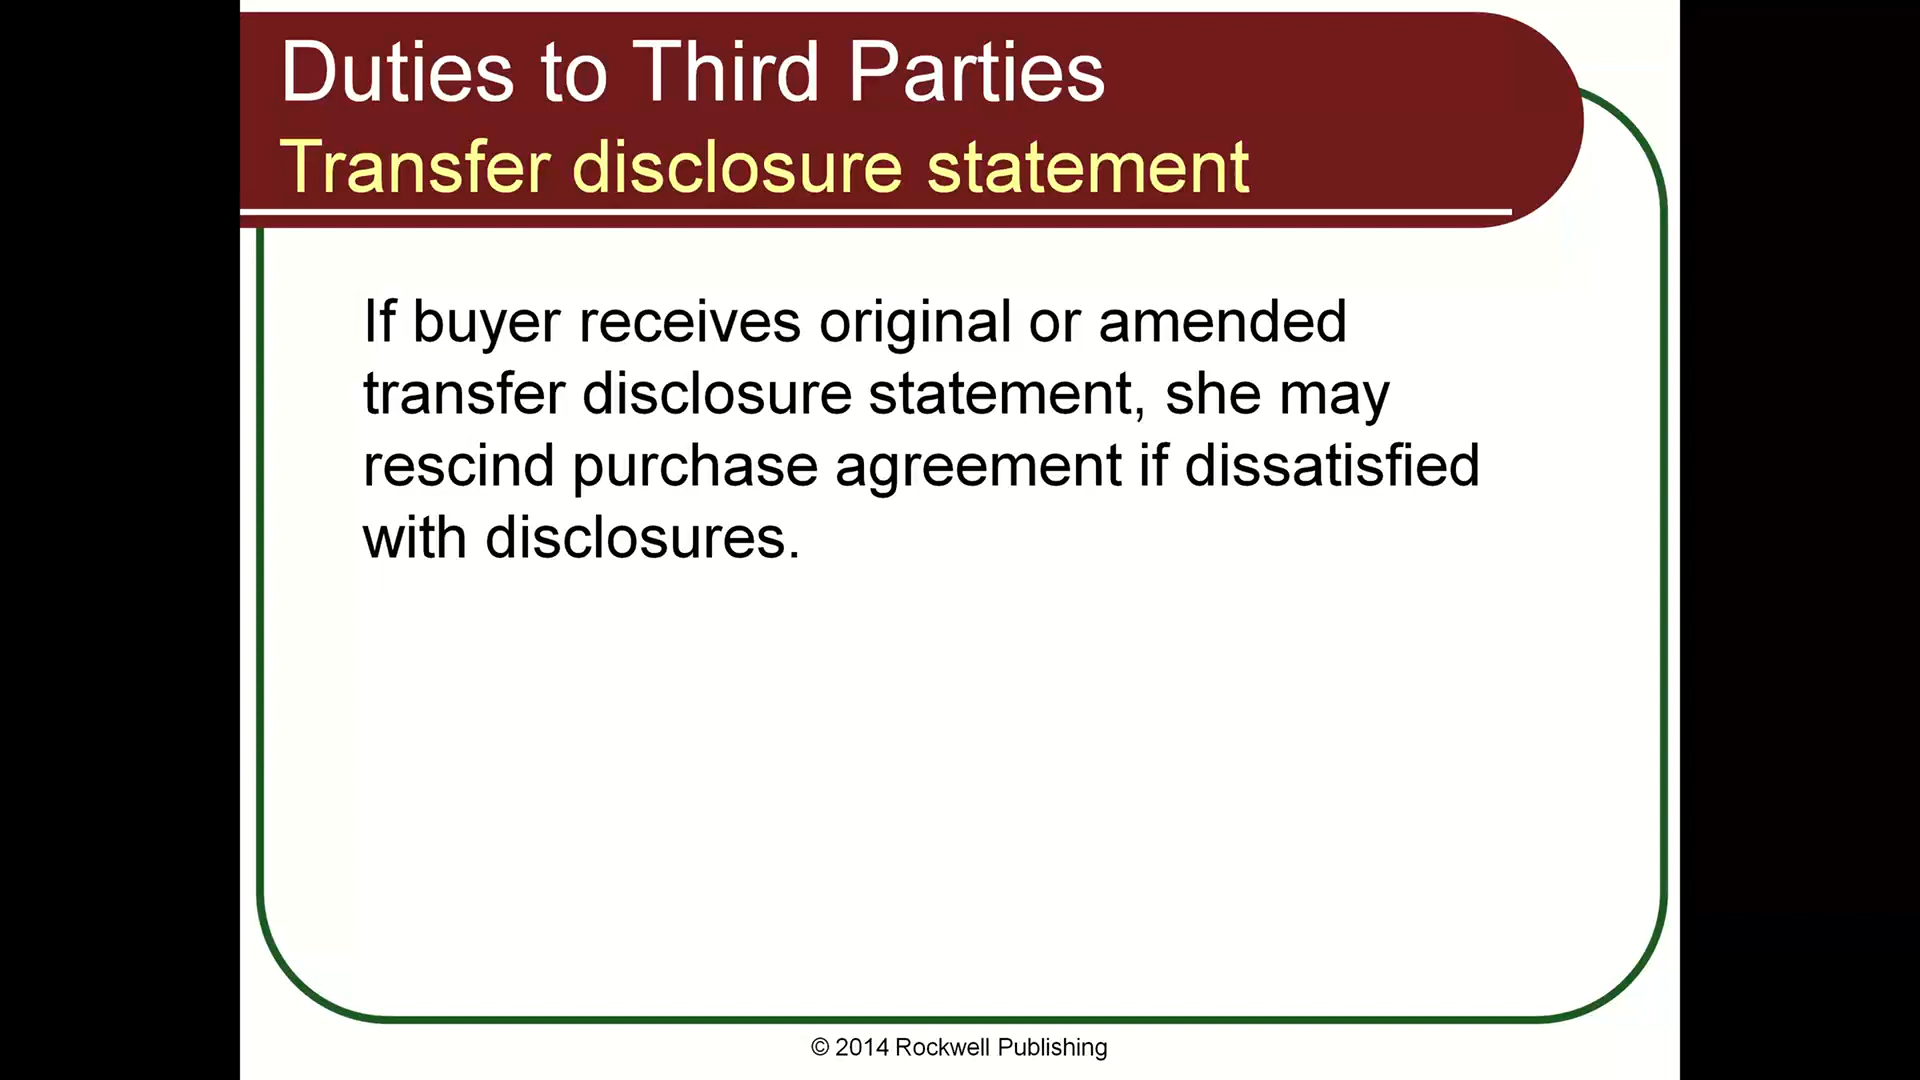 Duties to Third Parties
Transfer disclosure statement
If buyer receives original or amended
transfer disclosure statement, she may
rescind purchase agreement if dissatisfied
with disclosures.
© 2014 Rockwell Publishing